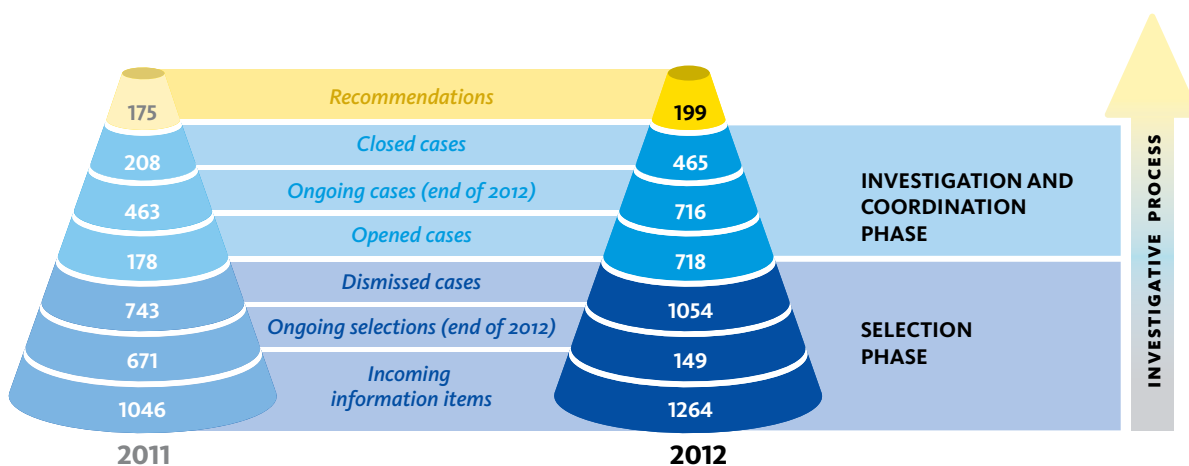 175
Recommendations
199
208
Closed cases
465
463
Ongoing cases (end of 2012)
716
178
Opened cases
718
INVESTIGATION AND
COORDINATION
PHASE
743
Dismissed cases
1054
671
Ongoing selections (end of 2012)
149
1046
Incoming
information items
1264
SELECTION
PHASE
INVESTIGATIVE PROCESS
2011
2012